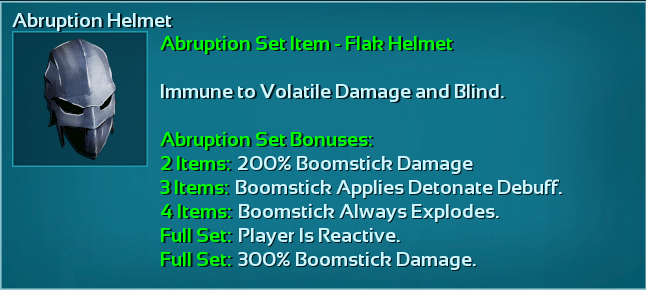 Abruption Helmet
Abruption Set Item - Flak Helmet
Immune to Volatile Damage and Blind.
Abruption Set Bonuses:
2 Items: 200% Boomstick Damage
3 Items: Boomstick Applies Detonate Debuff.
4 Items: Boomstick Always Explodes.
Full Set: Player Is Reactive.
Full Set: 300% Boomstick Damage.